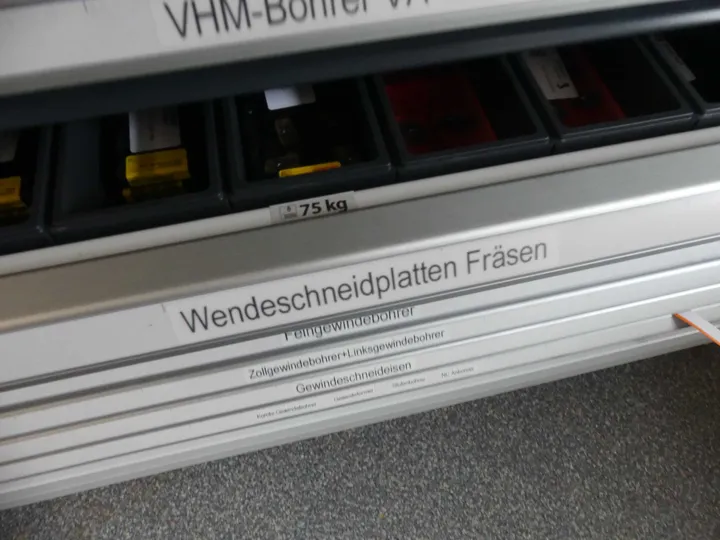 VHM-Bohrer VA
75 kg
Wendeschneidplatten Fräsen
Feingewindebohrer
Zollgewindebohrer+Linksgewindebohrer
Gewindeschneideisen